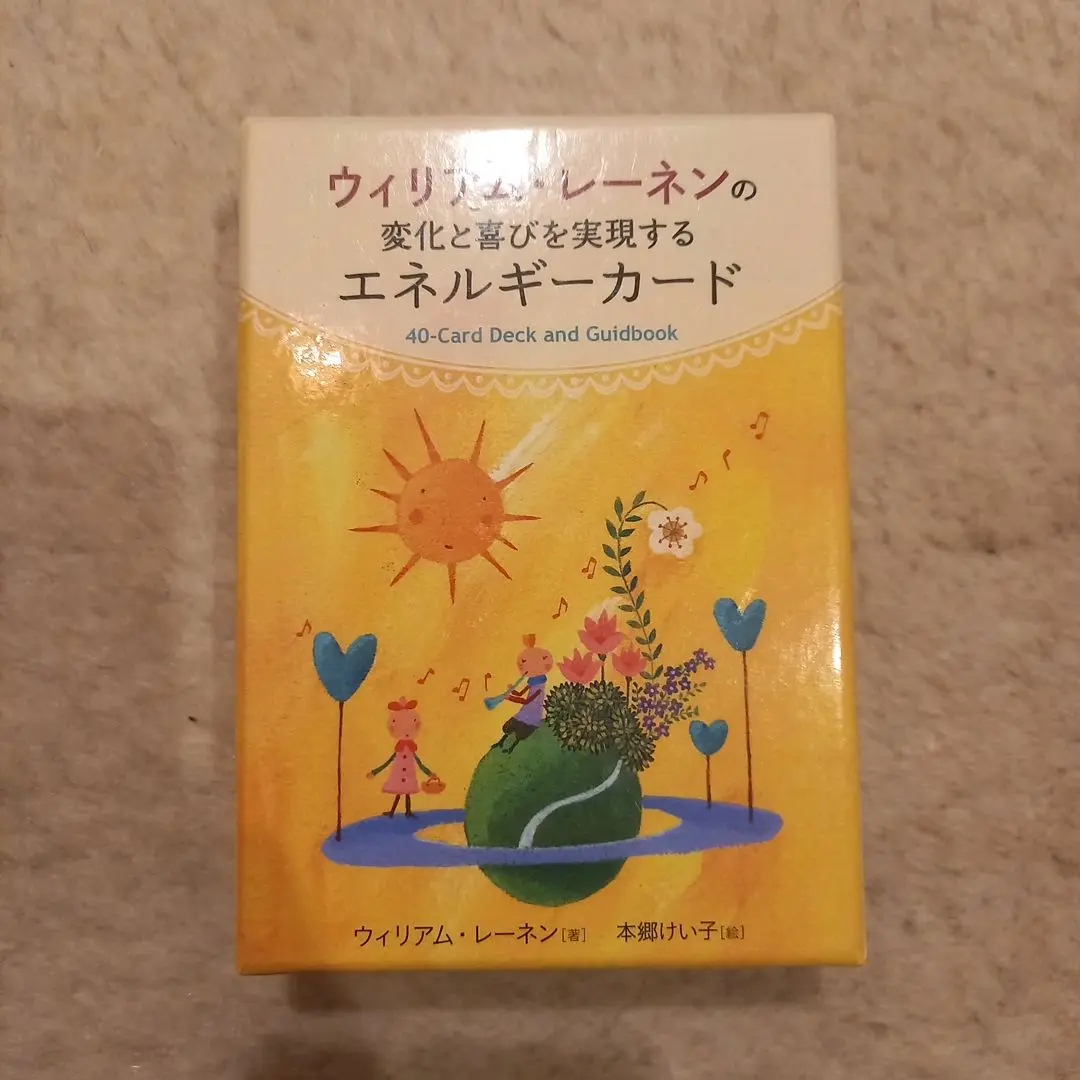 ウィリアム・レーネンの
変化と喜びを実現する
エネルギーカード
40-Card Deck and Guidbook
ウィリアム・レーネン[著] 本郷けい子[絵]